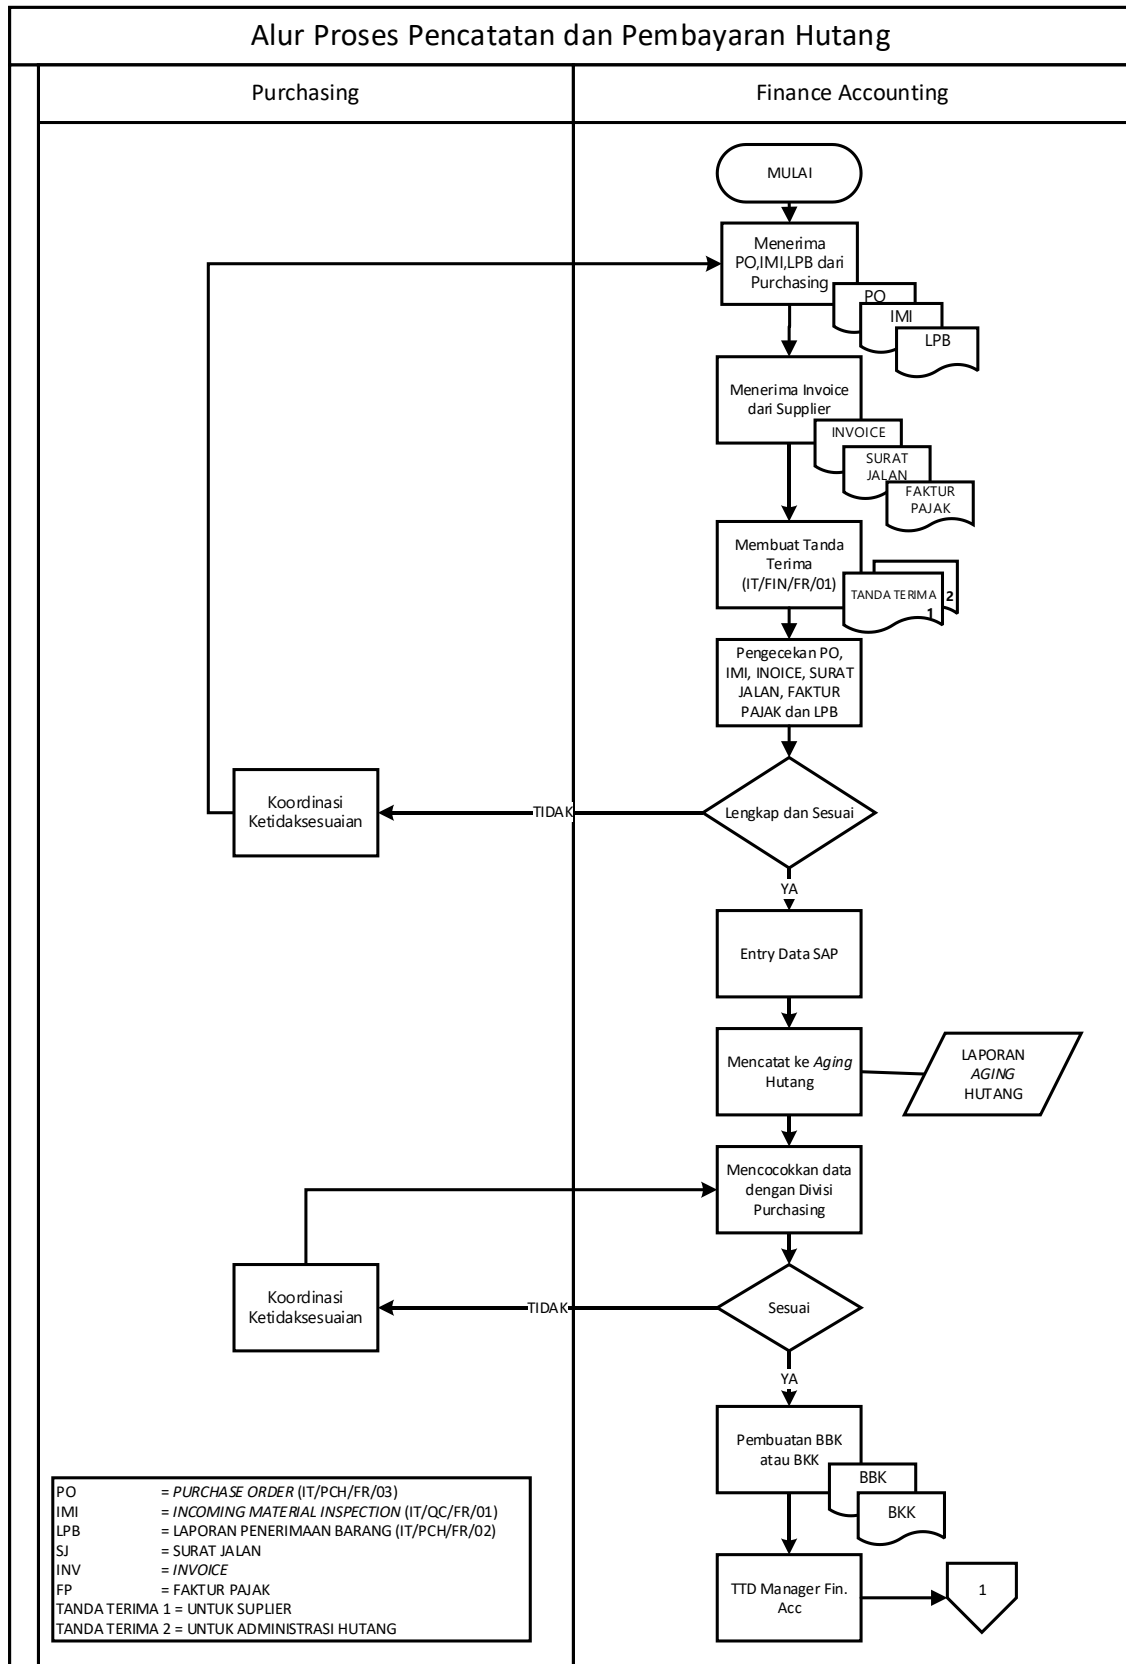 Alur Proses Pencatatan dan Pembayaran Hutang
Purchasing
Finance Accounting
MULAI
Menerima
PO,IMI,LPB dari
Purchasing
PO
IMI
LPB
Menerima Invoice
dari Supplier
INVOICE
SURAT
JALAN
FAKTUR
PAJAK
Membuat Tanda
Terima
(IT/FIN/FR/01)
TANDA TERIMA
1
2
Pengecekan PO,
IMI, INOICE, SURAT
JALAN, FAKTUR
PAJAK dan LPB
Lengkap dan Sesuai
TIDAK
Koordinasi
Ketidaksesuaian
YA
Entry Data SAP
Mencatat ke Aging
Hutang
LAPORAN
AGING
HUTANG
Mencocokkan data
dengan Divisi
Purchasing
Sesuai
TIDAK
Koordinasi
Ketidaksesuaian
YA
Pembuatan BBK
atau BKK
BBK
BKK
TTD Manager Fin.
Acc
1
PO = PURCHASE ORDER (IT/PCH/FR/03)
IMI = INCOMING MATERIAL INSPECTION (IT/QC/FR/01)
LPB = LAPORAN PENERIMAAN BARANG (IT/PCH/FR/02)
SJ = SURAT JALAN
INV = INVOICE
FP = FAKTUR PAJAK
TANDA TERIMA 1 = UNTUK SUPLIER
TANDA TERIMA 2 = UNTUK ADMINISTRASI HUTANG